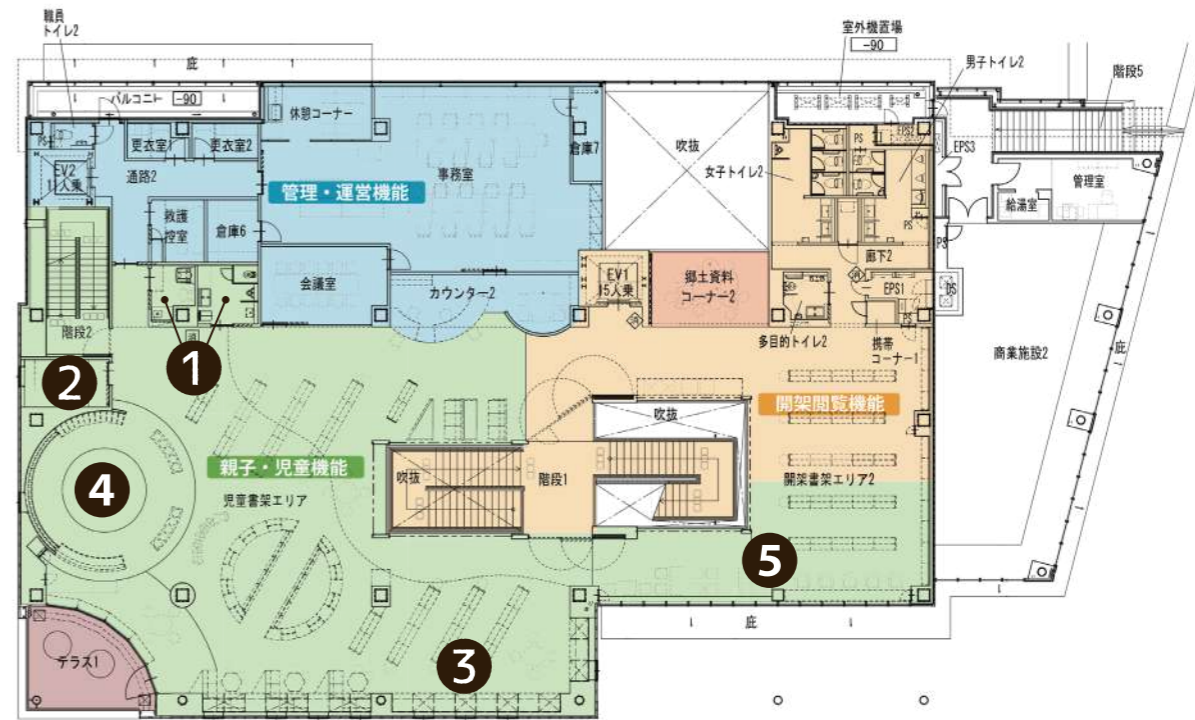 職員
トイレ2
庇
バルコニー
-90
室外機置場
-90
男子トイレ2
階段5
PS
休憩コーナー
更衣室1
更衣室2
EV2
11人乗
通路2
事務室
倉庫7
吹抜
女子トイレ2
PS
EPS2
EPS3
管理室
給湯室
管理・運営機能
救護
控室
倉庫6
PS
PS
廊下2
会議室
カウンター2
EV1
15人乗
郷土資料
コーナー2
EPS1
DS
PS
階段2
多目的トイレ2
携帯
コーナー1
商業施設2
庇
1
2
吹抜
開架閲覧機能
4
親子・児童機能
児童書架エリア
吹抜
階段1
開架書架エリア2
5
庇
テラス1
3